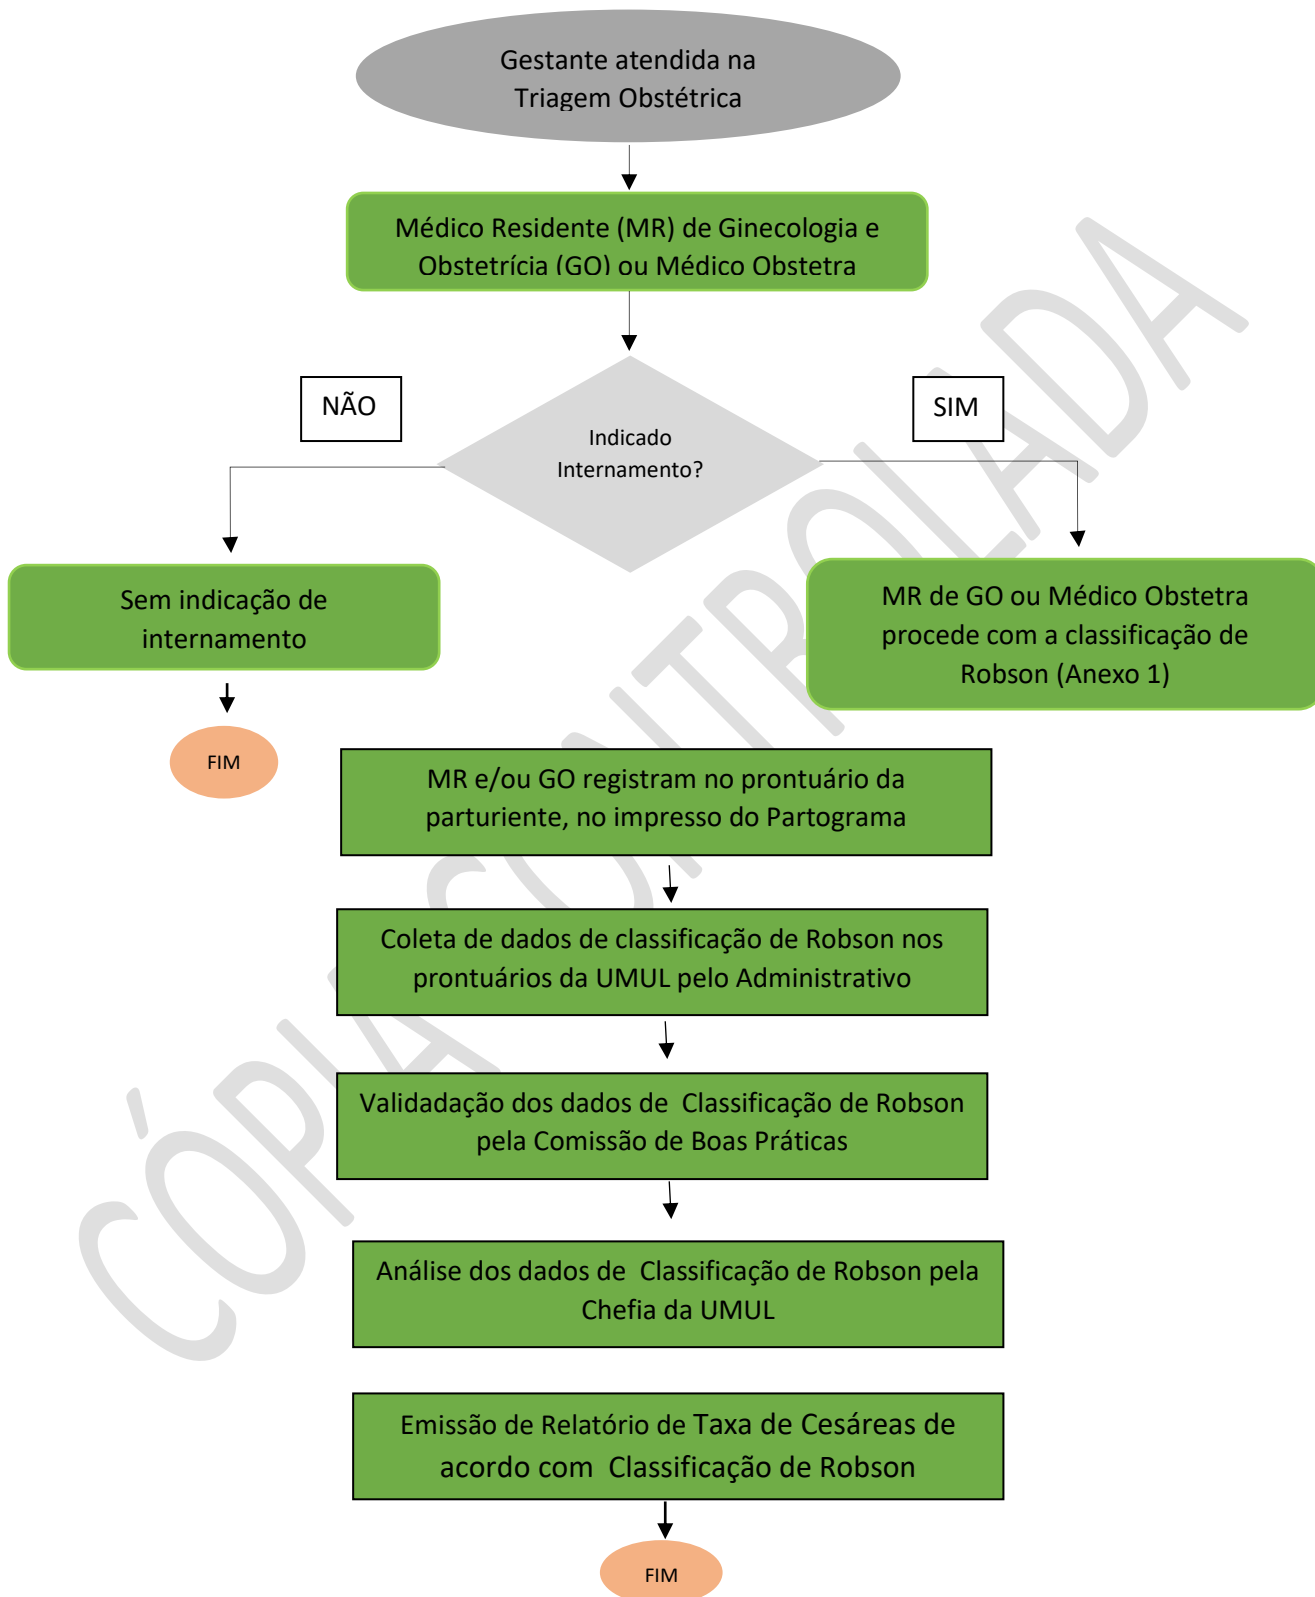 Gestante atendida na
Triagem Obstétrica
Médico Residente (MR) de Ginecologia e
Obstetrícia (GO) ou Médico Obstetra
NÃO
SIM
Indicado
Internamento?
Sem indicação de
internamento
MR de GO ou Médico Obstetra
procede com a classificação de
Robson (Anexo 1)
FIM
MR e/ou GO registram no prontuário da
parturiente, no impresso do Partograma
Coleta de dados de classificação de Robson nos
prontuários da UMUL pelo Administrativo
Validadação dos dados de  Classificação de Robson
pela Comissão de Boas Práticas
Análise dos dados de  Classificação de Robson pela
Chefia da UMUL
Emissão de Relatório de Taxa de Cesáreas de
acordo com  Classificação de Robson
FIM
CÓPIA CONTROLADA